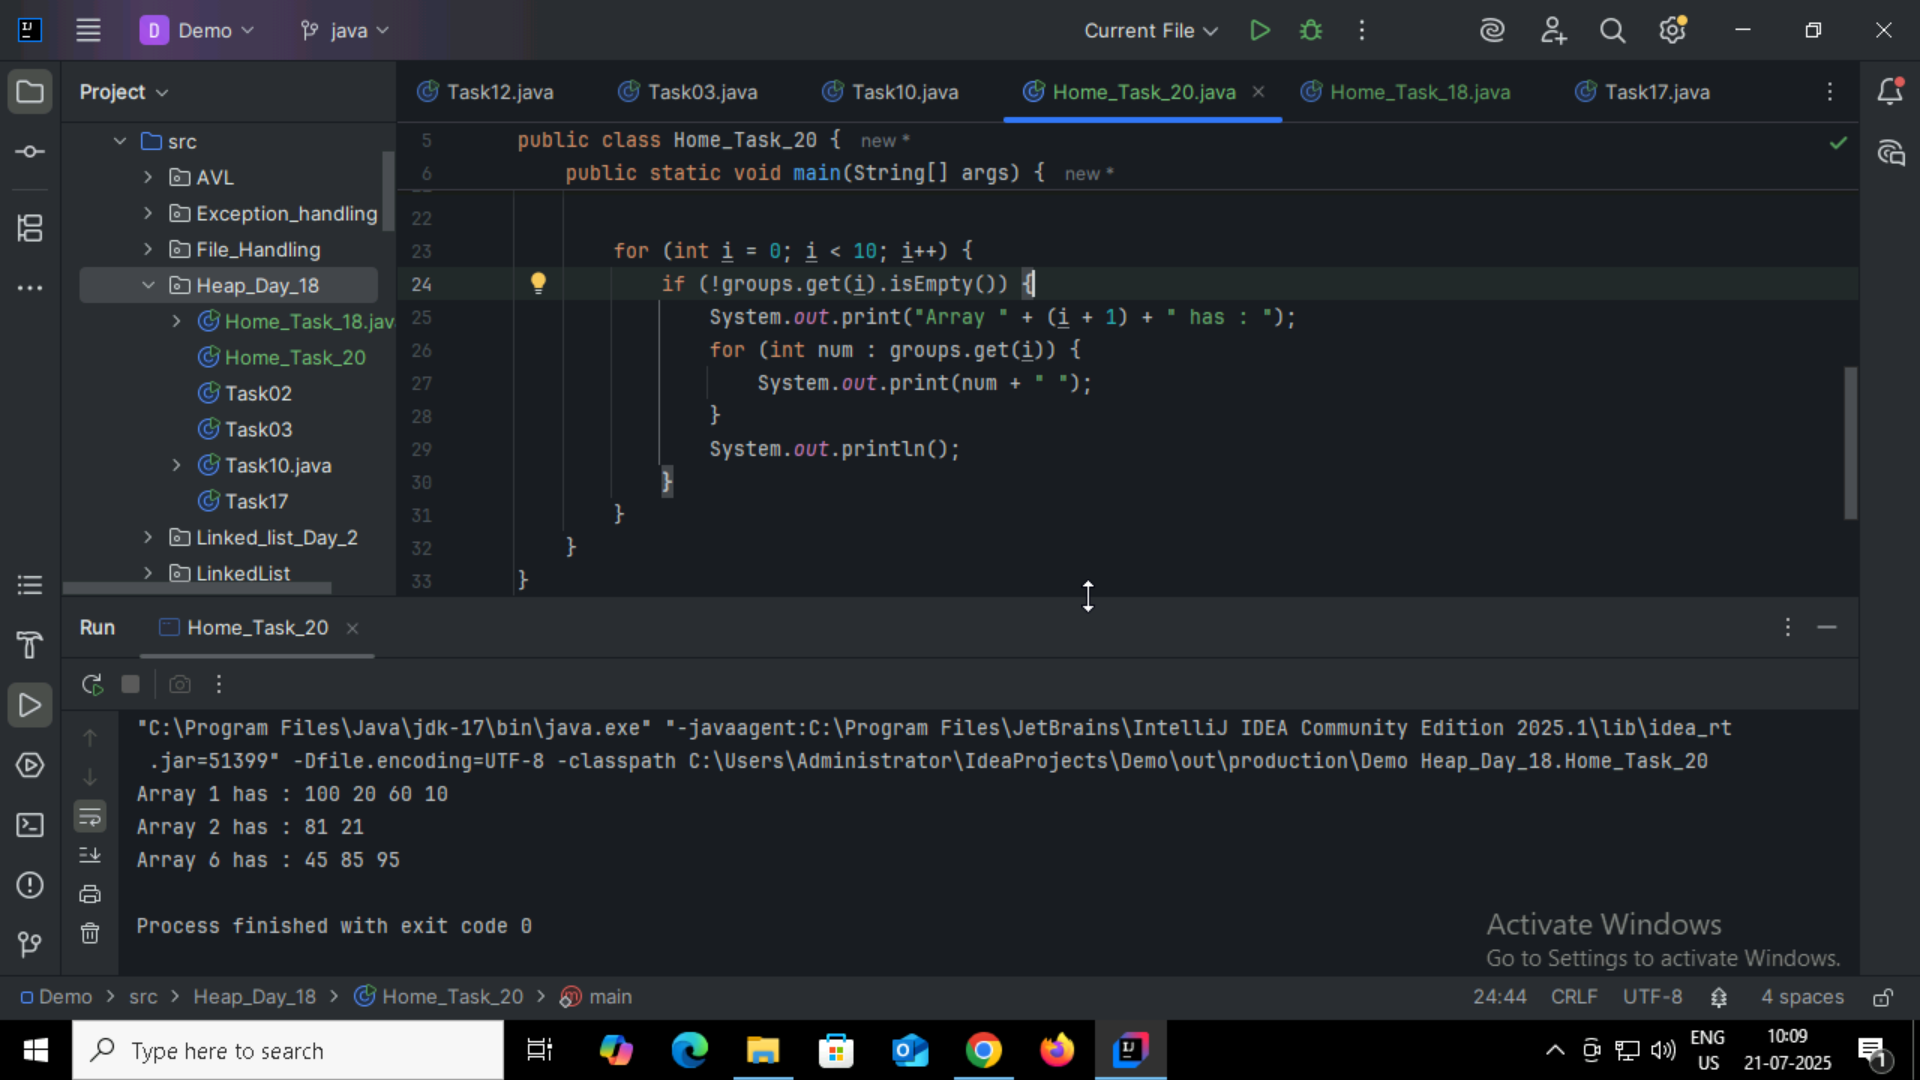 D Demo java Current File
Project
Task12.java Task03.java Task10.java Home_Task_20.java Home_Task_18.java Task17.java
src
AVL
Exception_handling
File_Handling
Heap_Day_18
Home_Task_18.jav
Home_Task_20
Task02
Task03
Task10.java
Task17
Linked_list_Day_2
LinkedList
5 public class Home_Task_20 { new *
6 public static void main(String[] args) { new *
22
23 for (int i = 0; i < 10; i++) {
24 if (!groups.get(i).isEmpty()) {
25 System.out.print("Array " + (i + 1) + " has : ");
26 for (int num : groups.get(i)) {
27 System.out.print(num + " ");
28 }
29 System.out.println();
30 }
31 }
32 }
33 }
Run Home_Task_20
"C:\Program Files\Java\jdk-17\bin\java.exe" "-javaagent:C:\Program Files\JetBrains\IntelliJ IDEA Community Edition 2025.1\lib\idea_rt
.jar=51399" -Dfile.encoding=UTF-8 -classpath C:\Users\Administrator\IdeaProjects\Demo\out\production\Demo Heap_Day_18.Home_Task_20
Array 1 has : 100 20 60 10
Array 2 has : 81 21
Array 6 has : 45 85 95
Process finished with exit code 0
Activate Windows
Go to Settings to activate Windows.
Demo > src > Heap_Day_18 > Home_Task_20 > main 24:44 CRLF UTF-8 4 spaces
Type here to search
ENG
US
10:09
21-07-2025
1